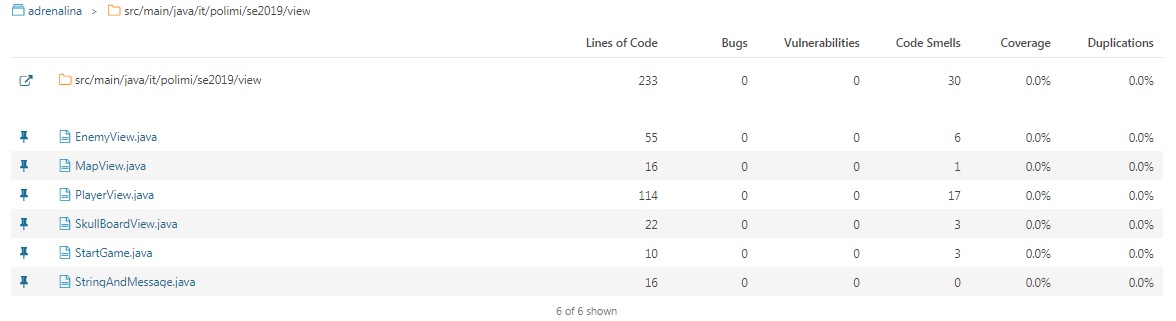 adrenalina > src/main/java/it/polimi/se2019/view
Lines of Code Bugs Vulnerabilities Code Smells Coverage Duplications
src/main/java/it/polimi/se2019/view 233 0 0 30 0.0% 0.0%
EnemyView.java 55 0 0 6 0.0% 0.0%
MapView.java 16 0 0 1 0.0% 0.0%
PlayerView.java 114 0 0 17 0.0% 0.0%
SkullBoardView.java 22 0 0 3 0.0% 0.0%
StartGame.java 10 0 0 3 0.0% 0.0%
StringAndMessage.java 16 0 0 0 0.0% 0.0%
6 of 6 shown